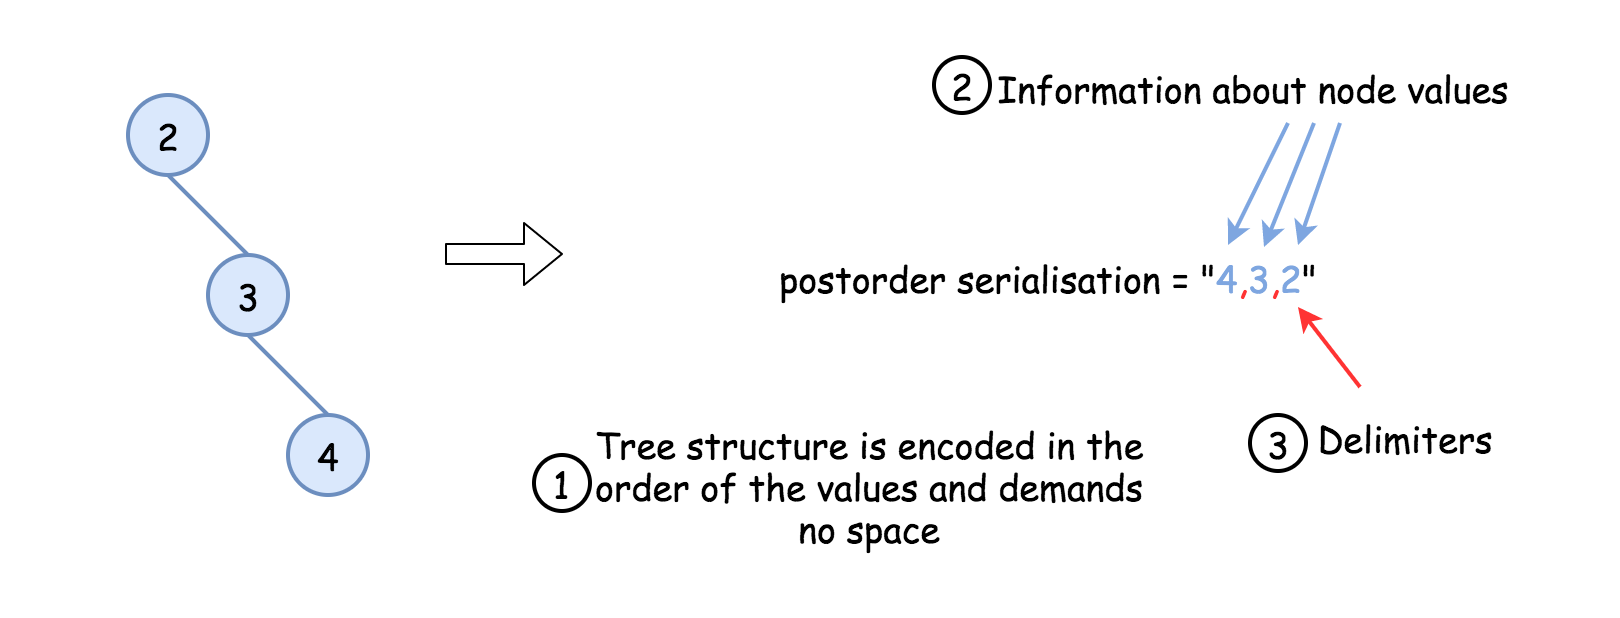 2
3
4
2 Information about node values
postorder serialisation = "4,3,2"
1 Tree structure is encoded in the
order of the values and demands
no space
3 Delimiters